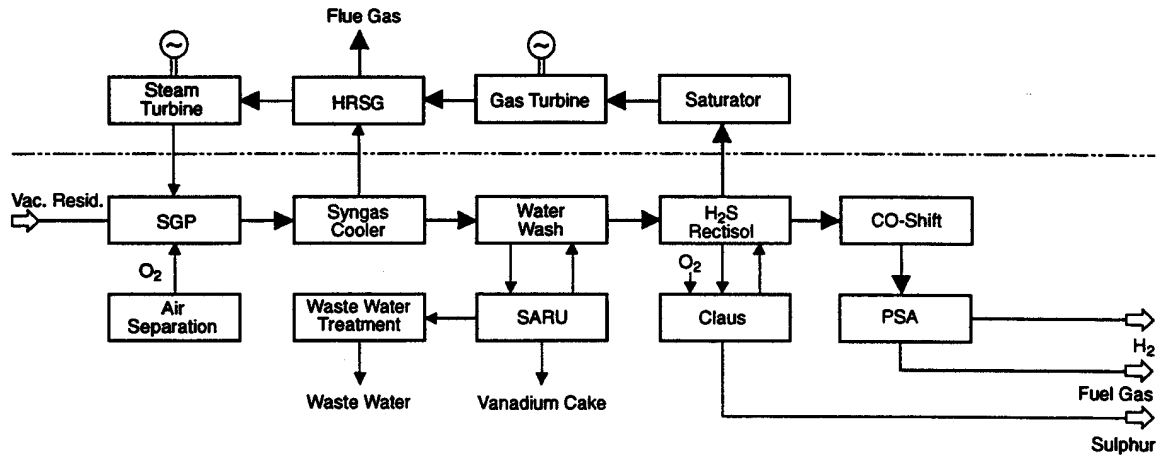 Flue Gas
~
~
Steam
Turbine
HRSG
Gas Turbine
Saturator
Vac. Resid.
SGP
Syngas
Cooler
Water
Wash
H₂S
Rectisol
CO-Shift
O₂
O₂
Air
Separation
Waste Water
Treatment
SARU
Claus
PSA
H₂
Waste Water
Vanadium Cake
Fuel Gas
Sulphur